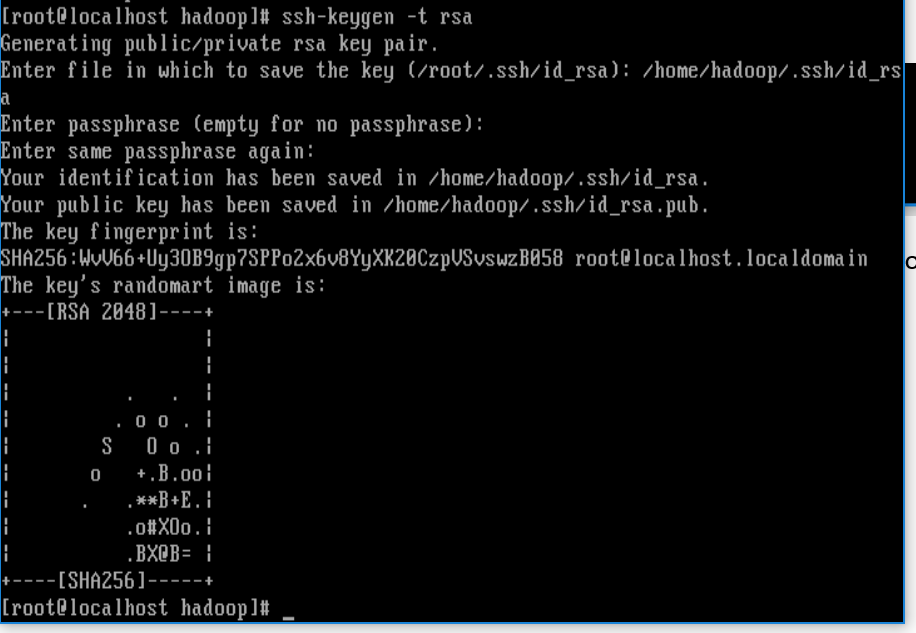 [root@localhost hadoop]# ssh-keygen -t rsa
Generating public/private rsa key pair.
Enter file in which to save the key (/root/.ssh/id_rsa): /home/hadoop/.ssh/id_rs
a
Enter passphrase (empty for no passphrase):
Enter same passphrase again:
Your identification has been saved in /home/hadoop/.ssh/id_rsa.
Your public key has been saved in /home/hadoop/.ssh/id_rsa.pub.
The key fingerprint is:
SHA256:WvV66+Uy3OB9gp7SPPo2x6v8YyXK20CzpVSvswzB058 root@localhost.localdomain
The key's randomart image is:
+---[RSA 2048]----+
|                 |
|                 |
|          .   .  |
|         . o o . |
|        S   O o .|
|       o   +.B.oo|
|      .   .**B+E.|
|          .o#XOo.|
|          .BX@B= |
+----[SHA256]-----+
[root@localhost hadoop]# _